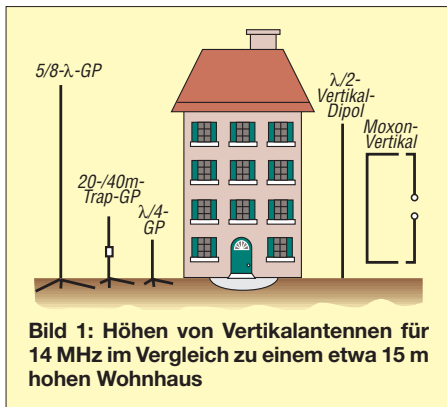 5/8-λ-GP
20-/40m-
Trap-GP
λ/4-
GP
λ/2-
Vertikal-
Dipol
Moxon-
Vertikal
Bild 1: Höhen von Vertikalantennen für
14 MHz im Vergleich zu einem etwa 15 m
hohen Wohnhaus